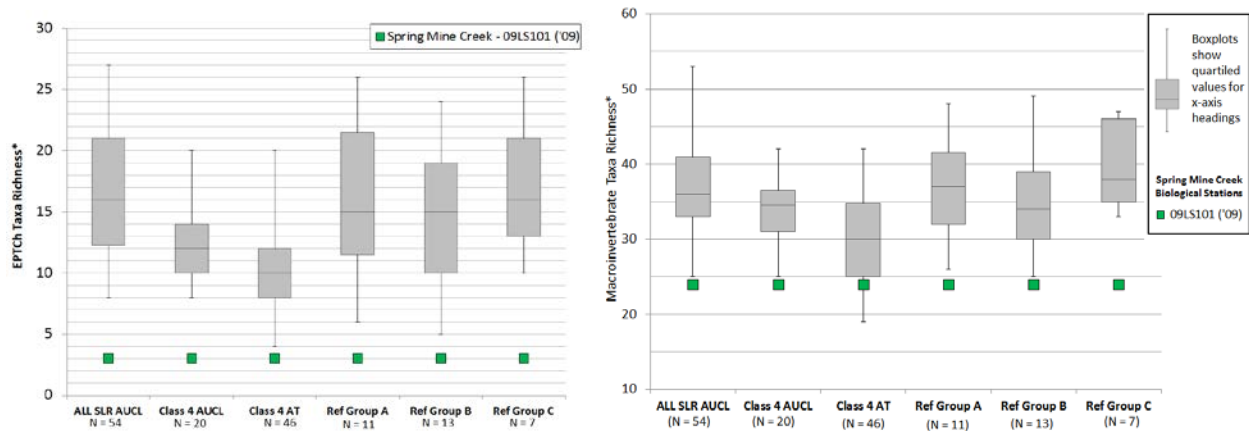 EPTCh Taxa Richness*
30
25
20
15
10
5
0
Spring Mine Creek - 09LS101 ('09)
ALL SLR AUCL
N = 54
Class 4 AUCL
N = 20
Class 4 AT
N = 46
Ref Group A
N = 11
Ref Group B
N = 13
Ref Group C
N = 7
Macroinvertebrate Taxa Richness*
60
50
40
30
20
10
ALL SLR AUCL
(N = 54)
Class 4 AUCL
(N = 20)
Class 4 AT
(N = 46)
Ref Group A
(N = 11)
Ref Group B
(N = 13)
Ref Group C
(N = 7)
Boxplots
show
quartiled
values for
x-axis
headings
Spring Mine Creek
Biological Stations
09LS101 ('09)